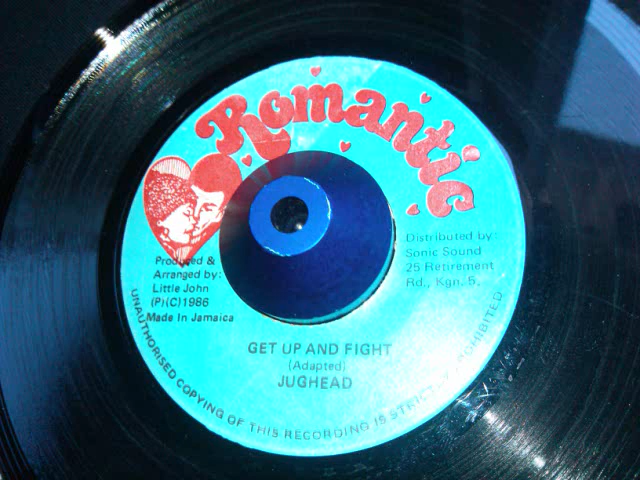 Romantic
Produced &
Arranged by:
Little John
(P)(C)1986
Made In Jamaica
Distributed by:
Sonic Sound
25 Retirement
Rd., Kgn. 5.
GET UP AND FIGHT
(Adapted)
JUGHEAD
UNAUTHORISED COPYING OF THIS RECORDING IS STRICTLY PROHIBITED